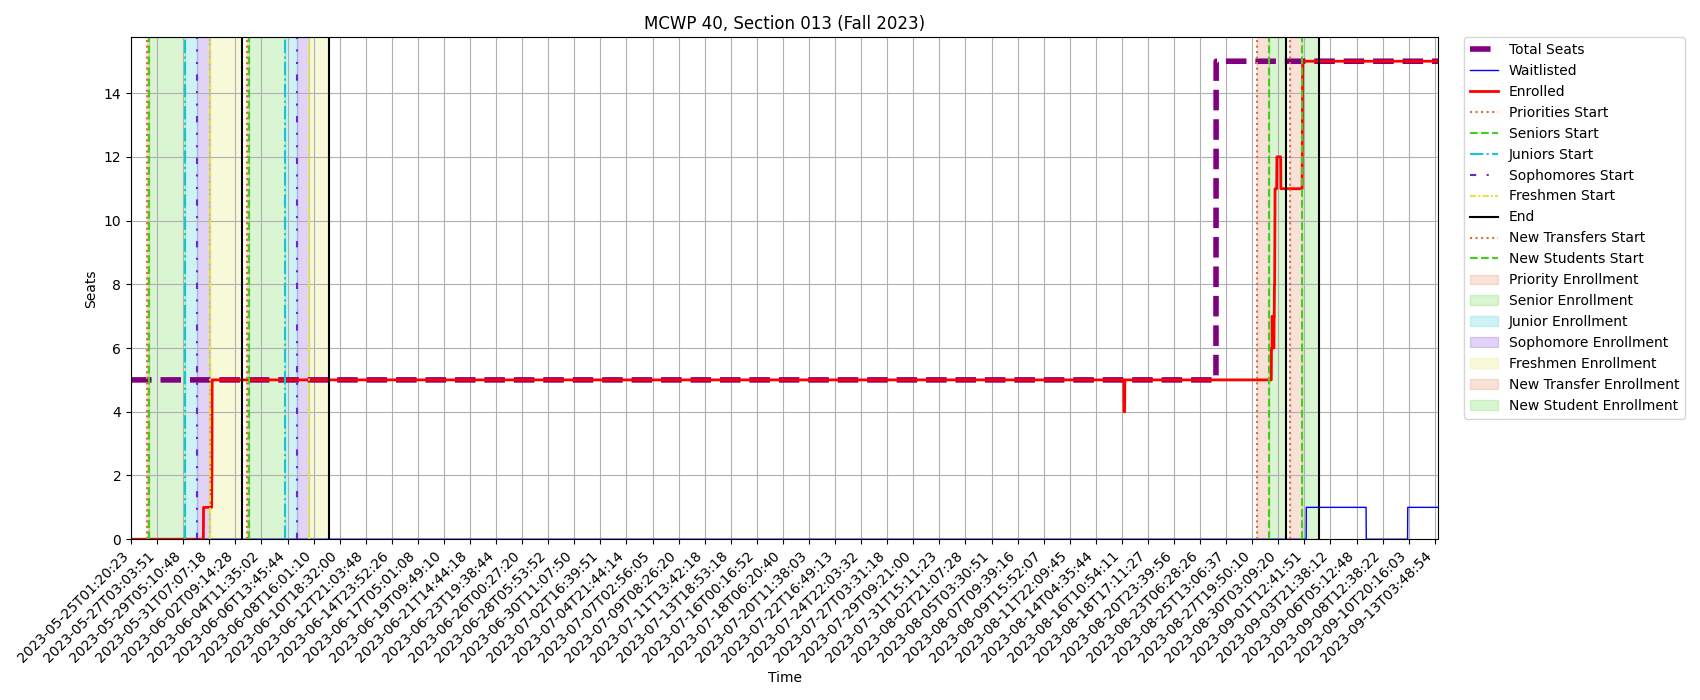 MCWP 40, Section 013 (Fall 2023)
Seats
14
12
10
8
6
4
2
0
2023-05-25T01:20:23
2023-05-27T03:03:51
2023-05-29T05:10:48
2023-05-31T07:07:18
2023-06-02T09:14:28
2023-06-04T11:35:02
2023-06-06T13:45:44
2023-06-08T16:01:10
2023-06-10T18:32:00
2023-06-12T21:03:48
2023-06-14T23:52:26
2023-06-17T05:01:08
2023-06-19T09:49:10
2023-06-21T14:44:18
2023-06-23T19:38:44
2023-06-26T00:27:20
2023-06-28T05:53:52
2023-06-30T11:07:50
2023-07-02T16:39:51
2023-07-04T21:44:14
2023-07-07T02:56:05
2023-07-09T08:26:20
2023-07-11T13:42:18
2023-07-13T18:53:18
2023-07-16T00:16:52
2023-07-18T06:20:40
2023-07-20T11:38:03
2023-07-22T16:49:13
2023-07-24T22:03:32
2023-07-27T03:31:18
2023-07-29T09:21:00
2023-07-31T15:11:23
2023-08-02T21:07:28
2023-08-05T03:30:51
2023-08-07T09:39:16
2023-08-09T15:52:07
2023-08-11T22:09:45
2023-08-14T04:35:44
2023-08-16T10:54:11
2023-08-18T17:11:27
2023-08-20T23:39:56
2023-08-23T06:28:26
2023-08-25T13:06:37
2023-08-27T19:50:10
2023-08-30T03:09:20
2023-09-01T12:41:51
2023-09-03T21:38:12
2023-09-06T05:12:48
2023-09-08T12:38:22
2023-09-10T20:16:03
2023-09-13T03:48:54
Time
Total Seats
Waitlisted
Enrolled
Priorities Start
Seniors Start
Juniors Start
Sophomores Start
Freshmen Start
End
New Transfers Start
New Students Start
Priority Enrollment
Senior Enrollment
Junior Enrollment
Sophomore Enrollment
Freshmen Enrollment
New Transfer Enrollment
New Student Enrollment